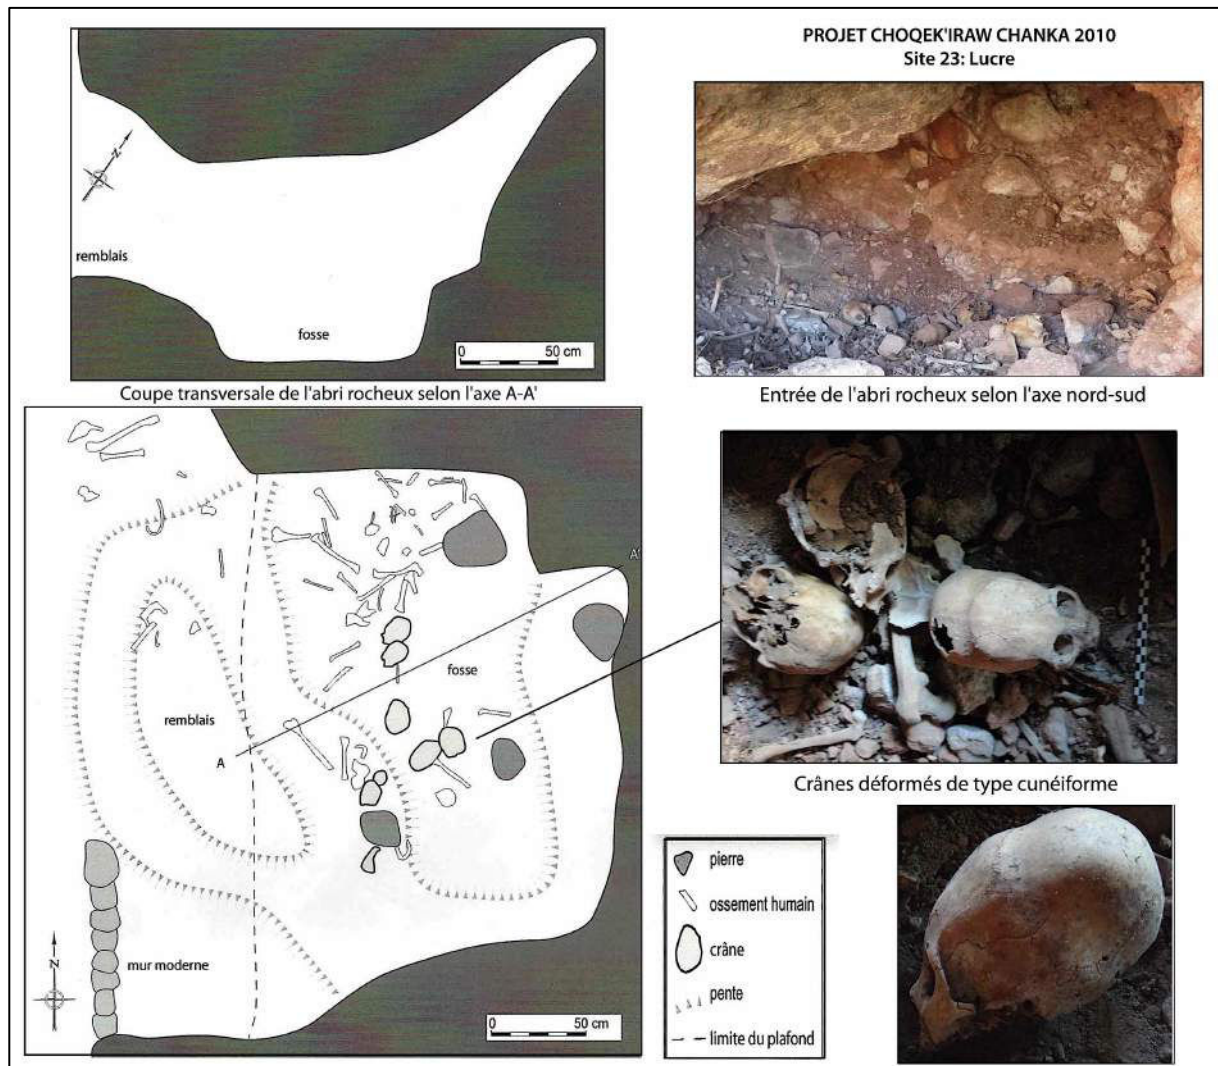 PROJET CHOQEK'IRAW CHANKA 2010
Site 23: Lucre
N
remblais
fosse
0 50 cm
Coupe transversale de l'abri rocheux selon l'axe A-A'
Entrée de l'abri rocheux selon l'axe nord-sud
A'
fosse
remblais
A
Crânes déformés de type cunéiforme
mur moderne
N
0 50 cm
pierre
ossement humain
crâne
pente
limite du plafond